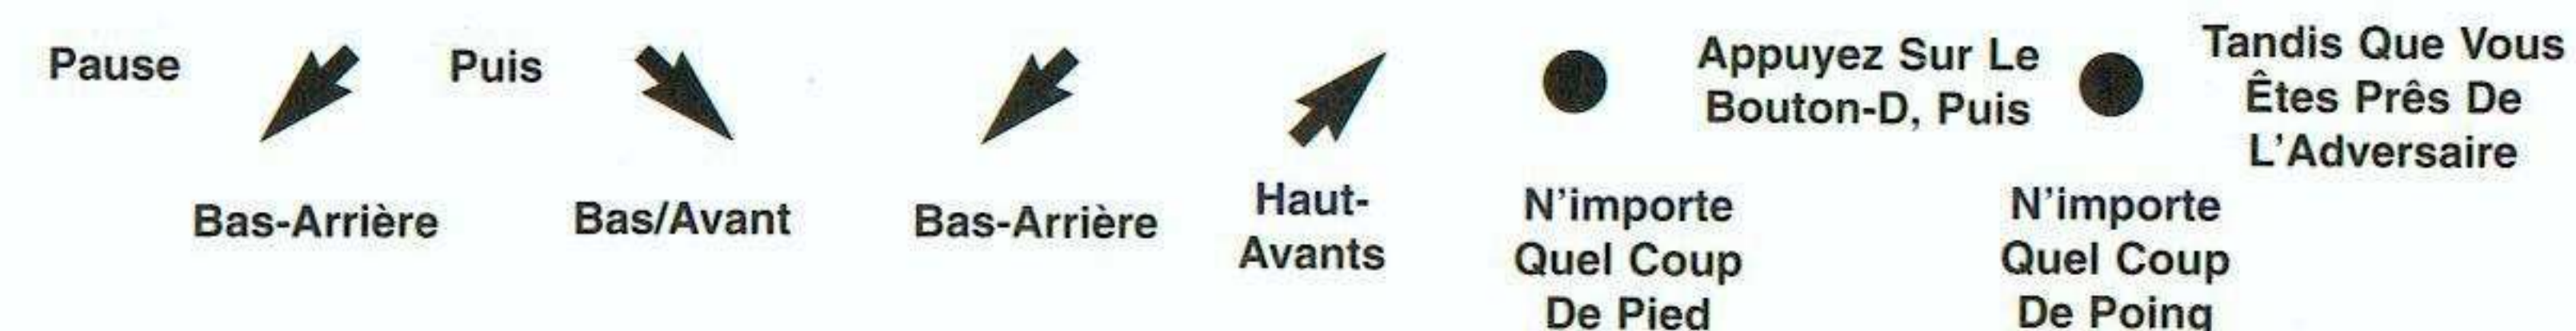 Pause
Bas-Arrière
Puis
Bas/Avant
Bas-Arrière
Haut-
Avants
N'importe
Quel Coup
De Pied
Appuyez Sur Le
Bouton-D, Puis
N'importe
Quel Coup
De Poing
Tandis Que Vous
Êtes Près De
L'Adversaire